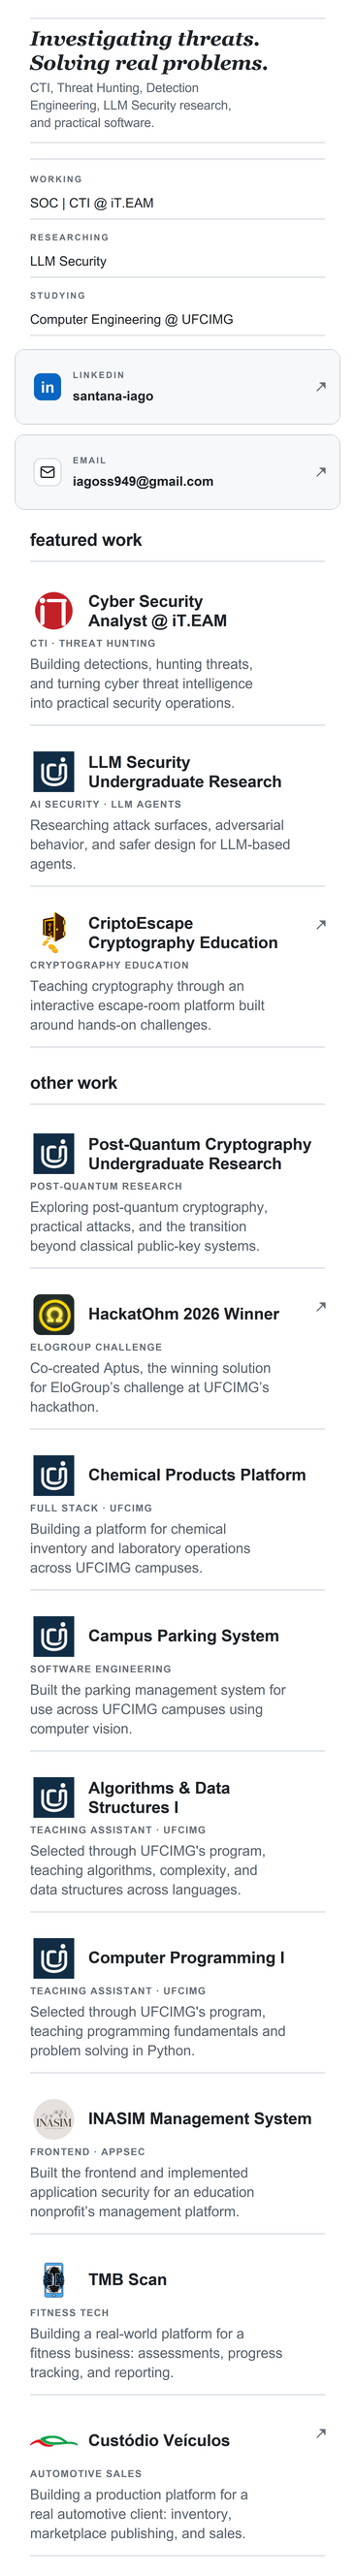 Investigating threats.
Solving real problems.
CTI, Threat Hunting, Detection
Engineering, LLM Security research,
and practical software.
WORKING
SOC | CTI @ iT.EAM
RESEARCHING
LLM Security
STUDYING
Computer Engineering @ UFCIMG
in
LINKEDIN
santana-iago
EMAIL
iagoss949@gmail.com
featured work
iT
Cyber Security
Analyst @ iT.EAM
CTI · THREAT HUNTING
Building detections, hunting threats,
and turning cyber threat intelligence
into practical security operations.
LLM Security
Undergraduate Research
AI SECURITY · LLM AGENTS
Researching attack surfaces, adversarial
behavior, and safer design for LLM-based
agents.
CriptoEscape
Cryptography Education
CRYPTOGRAPHY EDUCATION
Teaching cryptography through an
interactive escape-room platform built
around hands-on challenges.
other work
Post-Quantum Cryptography
Undergraduate Research
POST-QUANTUM RESEARCH
Exploring post-quantum cryptography,
practical attacks, and the transition
beyond classical public-key systems.
Ω
HackatOhm 2026 Winner
ELOGROUP CHALLENGE
Co-created Aptus, the winning solution
for EloGroup’s challenge at UFCIMG’s
hackathon.
Chemical Products Platform
FULL STACK · UFCIMG
Building a platform for chemical
inventory and laboratory operations
across UFCIMG campuses.
Campus Parking System
SOFTWARE ENGINEERING
Built the parking management system for
use across UFCIMG campuses using
computer vision.
Algorithms & Data
Structures I
TEACHING ASSISTANT · UFCIMG
Selected through UFCIMG's program,
teaching algorithms, complexity, and
data structures across languages.
Computer Programming I
TEACHING ASSISTANT · UFCIMG
Selected through UFCIMG's program,
teaching programming fundamentals and
problem solving in Python.
INASIM
INASIM Management System
FRONTEND · APPSEC
Built the frontend and implemented
application security for an education
nonprofit’s management platform.
TMB Scan
FITNESS TECH
Building a real-world platform for a
fitness business: assessments, progress
tracking, and reporting.
Custódio Veículos
AUTOMOTIVE SALES
Building a production platform for a
real automotive client: inventory,
marketplace publishing, and sales.